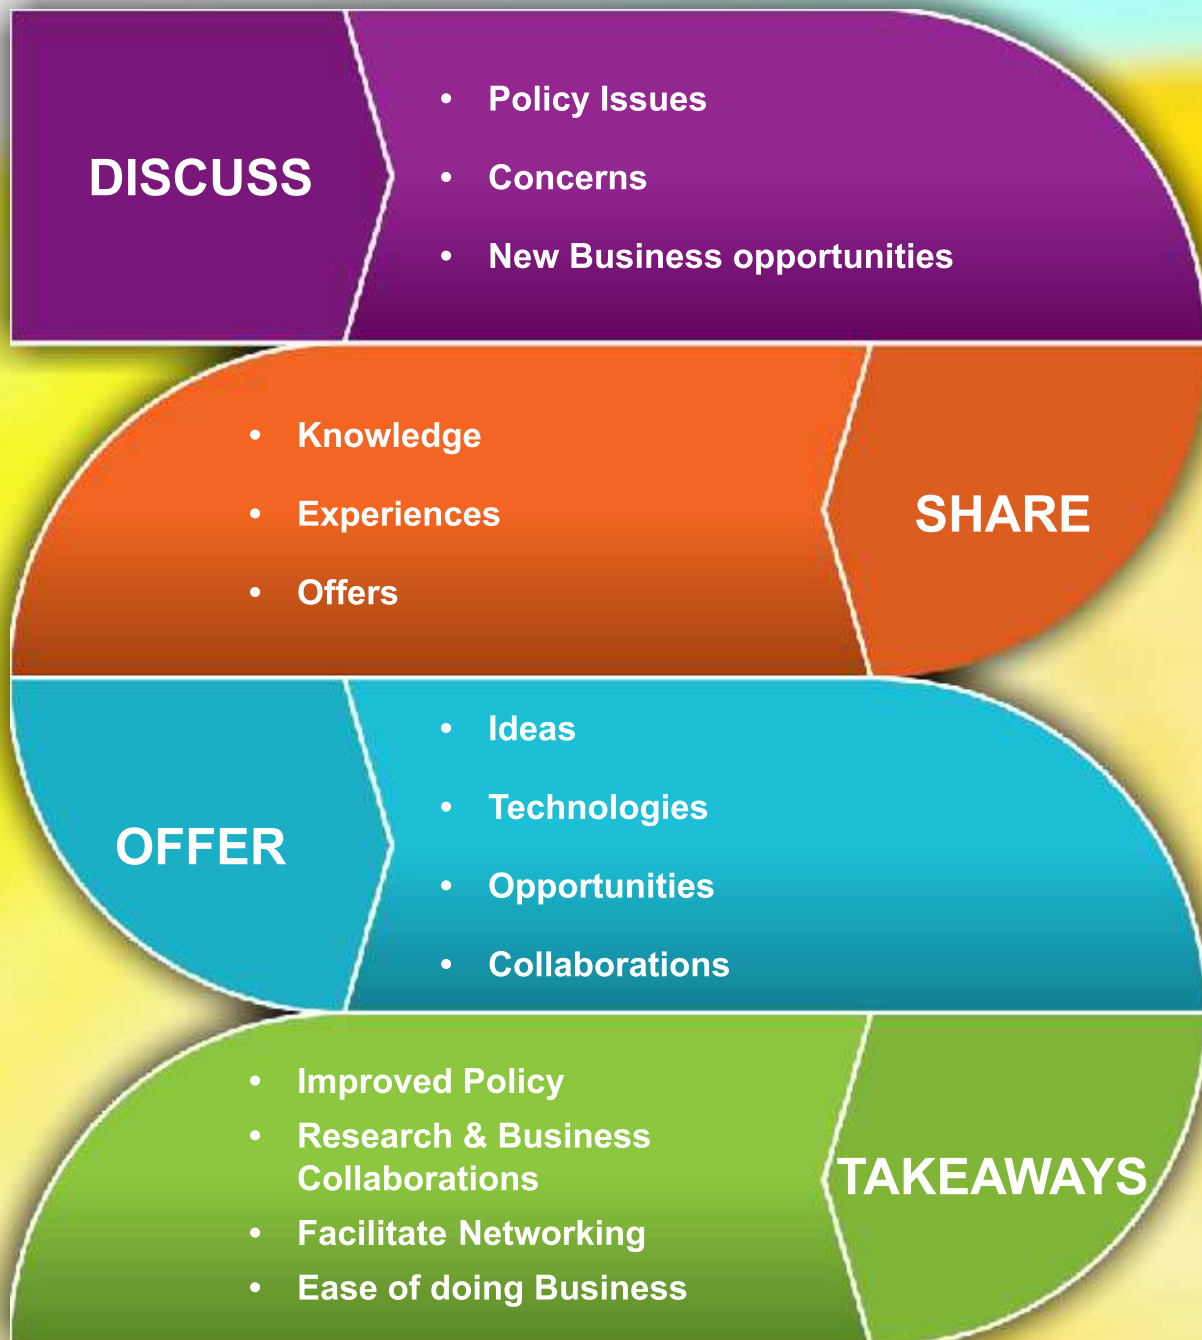 DISCUSS
• Policy Issues
• Concerns
• New Business opportunities
• Knowledge
• Experiences
• Offers
SHARE
OFFER
• Ideas
• Technologies
• Opportunities
• Collaborations
• Improved Policy
• Research & Business
Collaborations
• Facilitate Networking
• Ease of doing Business
TAKEAWAYS